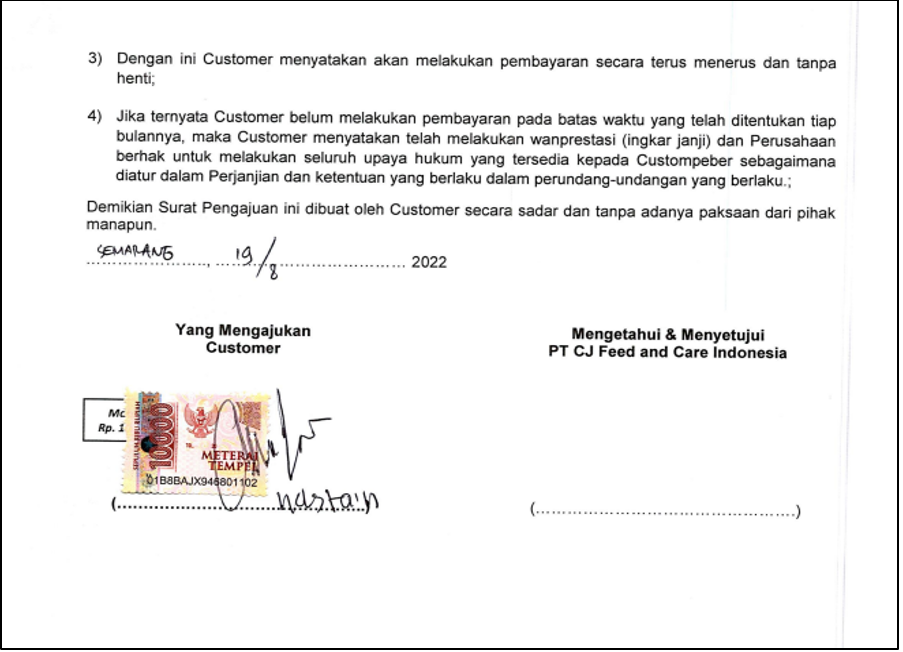 3) Dengan ini Customer menyatakan akan melakukan pembayaran secara terus menerus dan tanpa
henti;
4) Jika ternyata Customer belum melakukan pembayaran pada batas waktu yang telah ditentukan tiap
bulannya, maka Customer menyatakan telah melakukan wanprestasi (ingkar janji) dan Perusahaan
berhak untuk melakukan seluruh upaya hukum yang tersedia kepada Custompeber sebagaimana
diatur dalam Perjanjian dan ketentuan yang berlaku dalam perundang-undangan yang berlaku.;
Demikian Surat Pengajuan ini dibuat oleh Customer secara sadar dan tanpa adanya paksaan dari pihak
manapun.
SEMARANG, 19/8 2022
Yang Mengajukan
Customer
Mengetahui & Menyetujui
PT CJ Feed and Care Indonesia
Rp. 1
SEPULUH RIBU RUPIAH
10000
METERAI
TEMPEL
01B8BAJX946801102
(..............................)
(................................................)